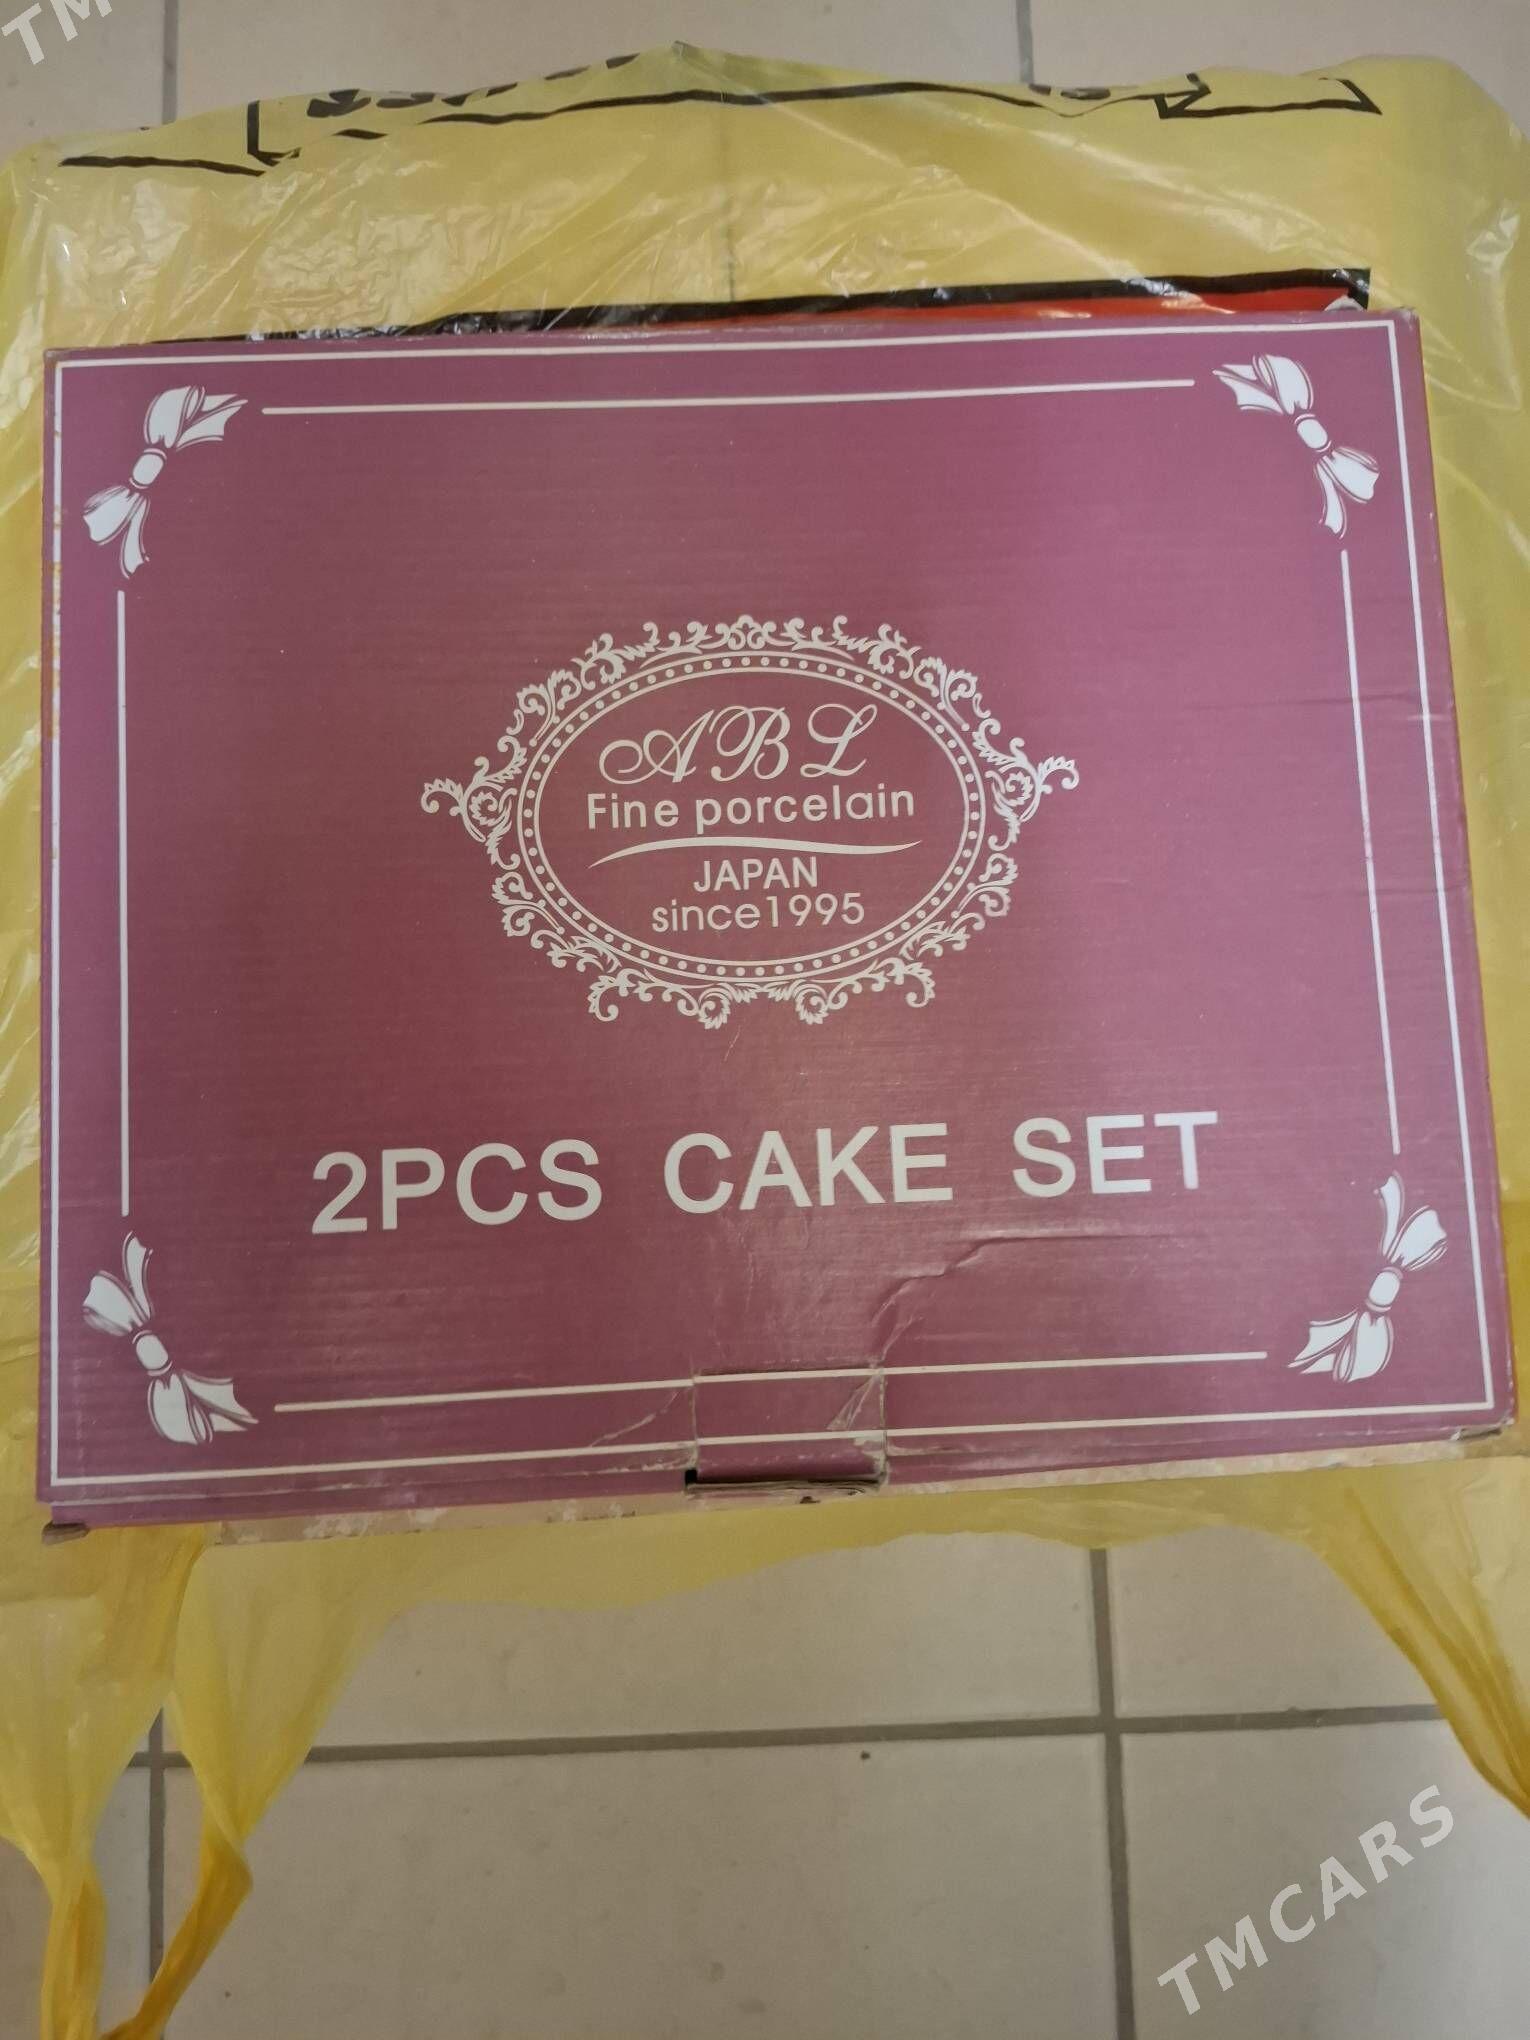 TM
ABL
Fine porcelain
JAPAN
since1995
2PCS CAKE SET
TMCARS